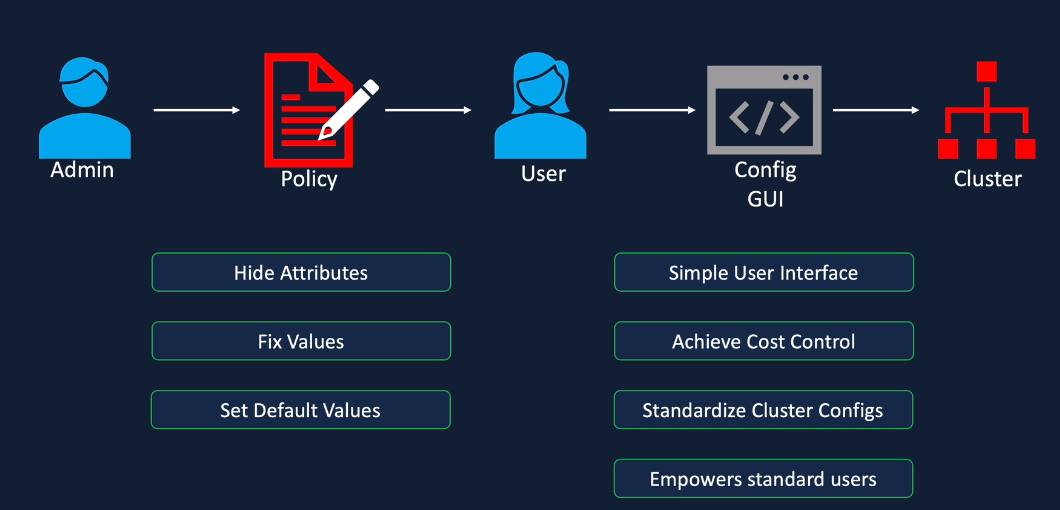 Admin
Policy
User
Config
GUI
Cluster
Hide Attributes
Fix Values
Set Default Values
Simple User Interface
Achieve Cost Control
Standardize Cluster Configs
Empowers standard users